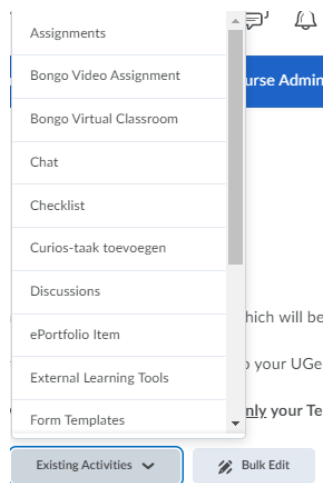 Assignments
urse Admin
Bongo Video Assignment
Bongo Virtual Classroom
Chat
Checklist
Curios-taak toevoegen
Discussions
hich will be
ePortfolio Item
your UGe
External Learning Tools
nly your Te
Form Templates
Existing Activities
Bulk Edit